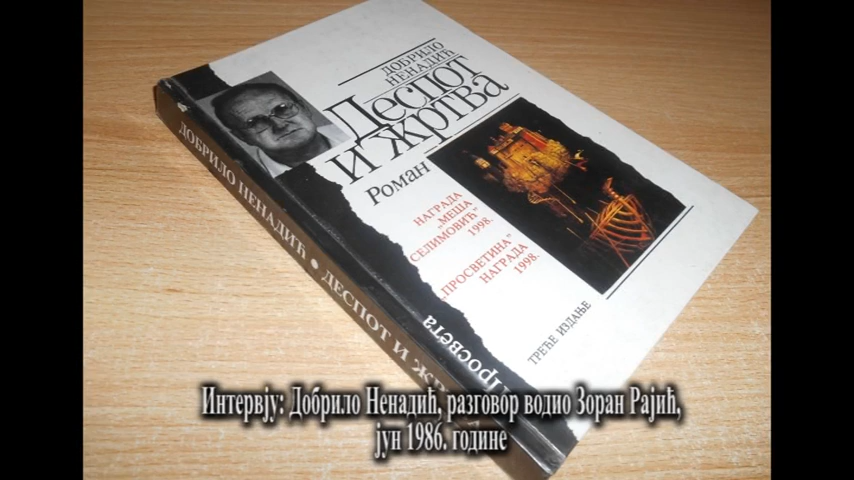 ДОБРИЛО
НЕНАДИЋ
Деспот
и жртва
Роман
НАГРАДА
„МЕША
СЕЛИМОВИЋ"
1998.
„ПРОСВЕТИНА"
НАГРАДА
1998.
ТРЕЋЕ ИЗДАЊЕ
ДОБРИЛО НЕНАДИЋ • ДЕСПОТ И
Просвета
Интервју: Добрило Ненадић, разговор водио Зоран Рајић,
јун 1986. године